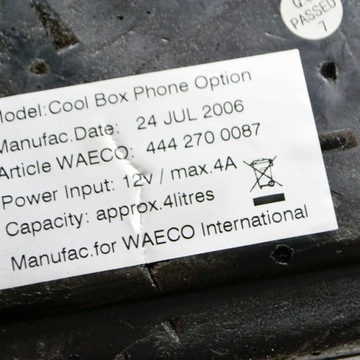 Q.C
PASSED
7
Model:Cool Box Phone Option
Manufac.Date: 24 JUL 2006
Article WAECO: 444 270 0087
Power Input: 12V / max.4A
Capacity: approx.4litres
Manufac.for WAECO International